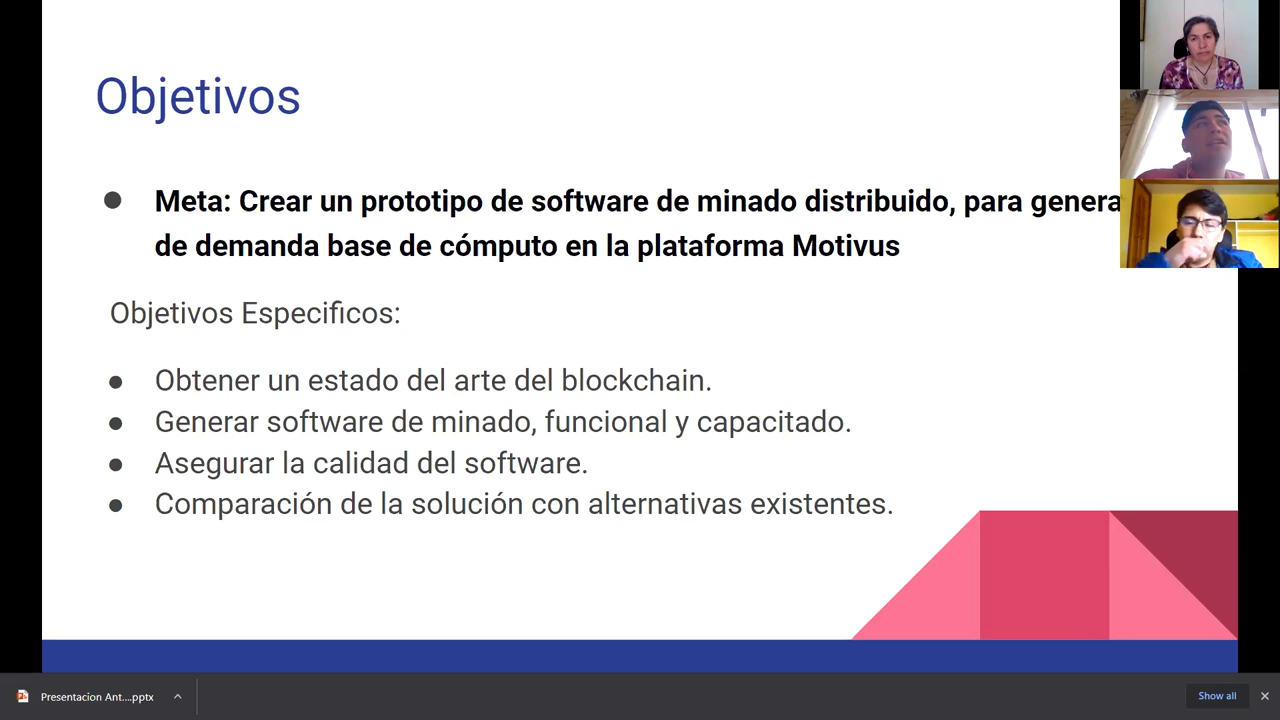 Objetivos
● Meta: Crear un prototipo de software de minado distribuido, para genera
de demanda base de cómputo en la plataforma Motivus
Objetivos Especificos:
● Obtener un estado del arte del blockchain.
● Generar software de minado, funcional y capacitado.
● Asegurar la calidad del software.
● Comparación de la solución con alternativas existentes.
Presentacion Ant....pptx
Show all